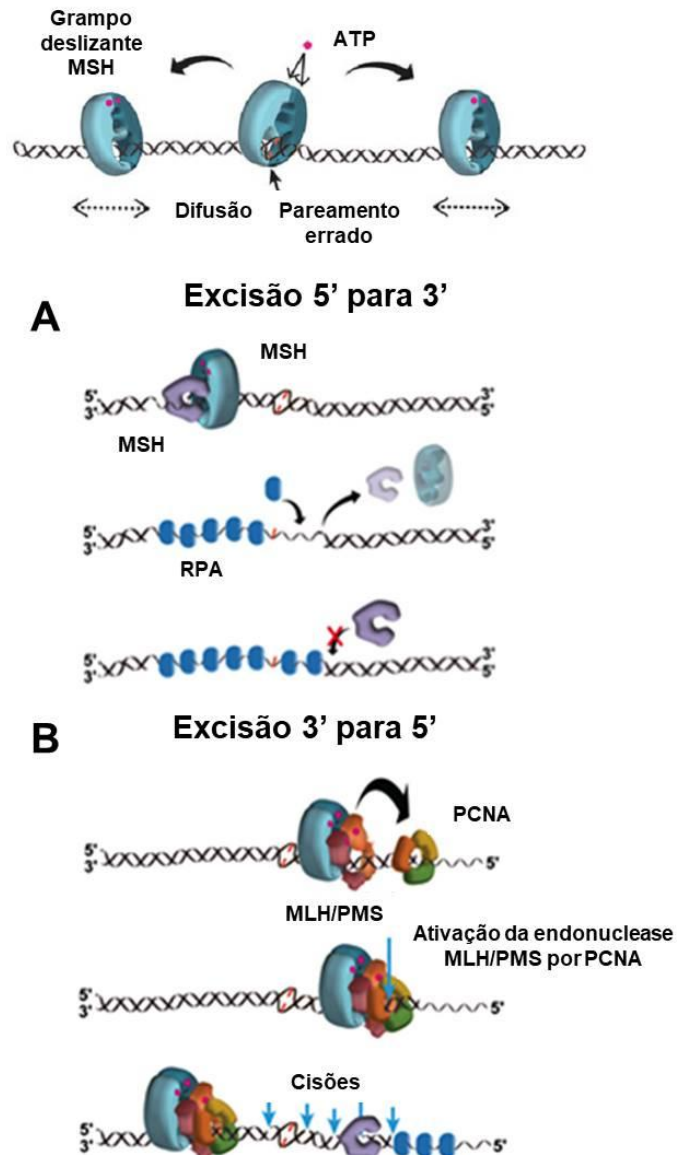 Grampo
deslizante
MSH
ATP
Difusão
Pareamento
errado
A
Excisão 5’ para 3’
MSH
5'
3'
3'
5'
MSH
5'
3'
3'
5'
RPA
5'
3'
3'
5'
B
Excisão 3’ para 5’
PCNA
5'
3'
5'
MLH/PMS
Ativação da endonuclease
MLH/PMS por PCNA
5'
3'
5'
Cisões
5'
3'
5'